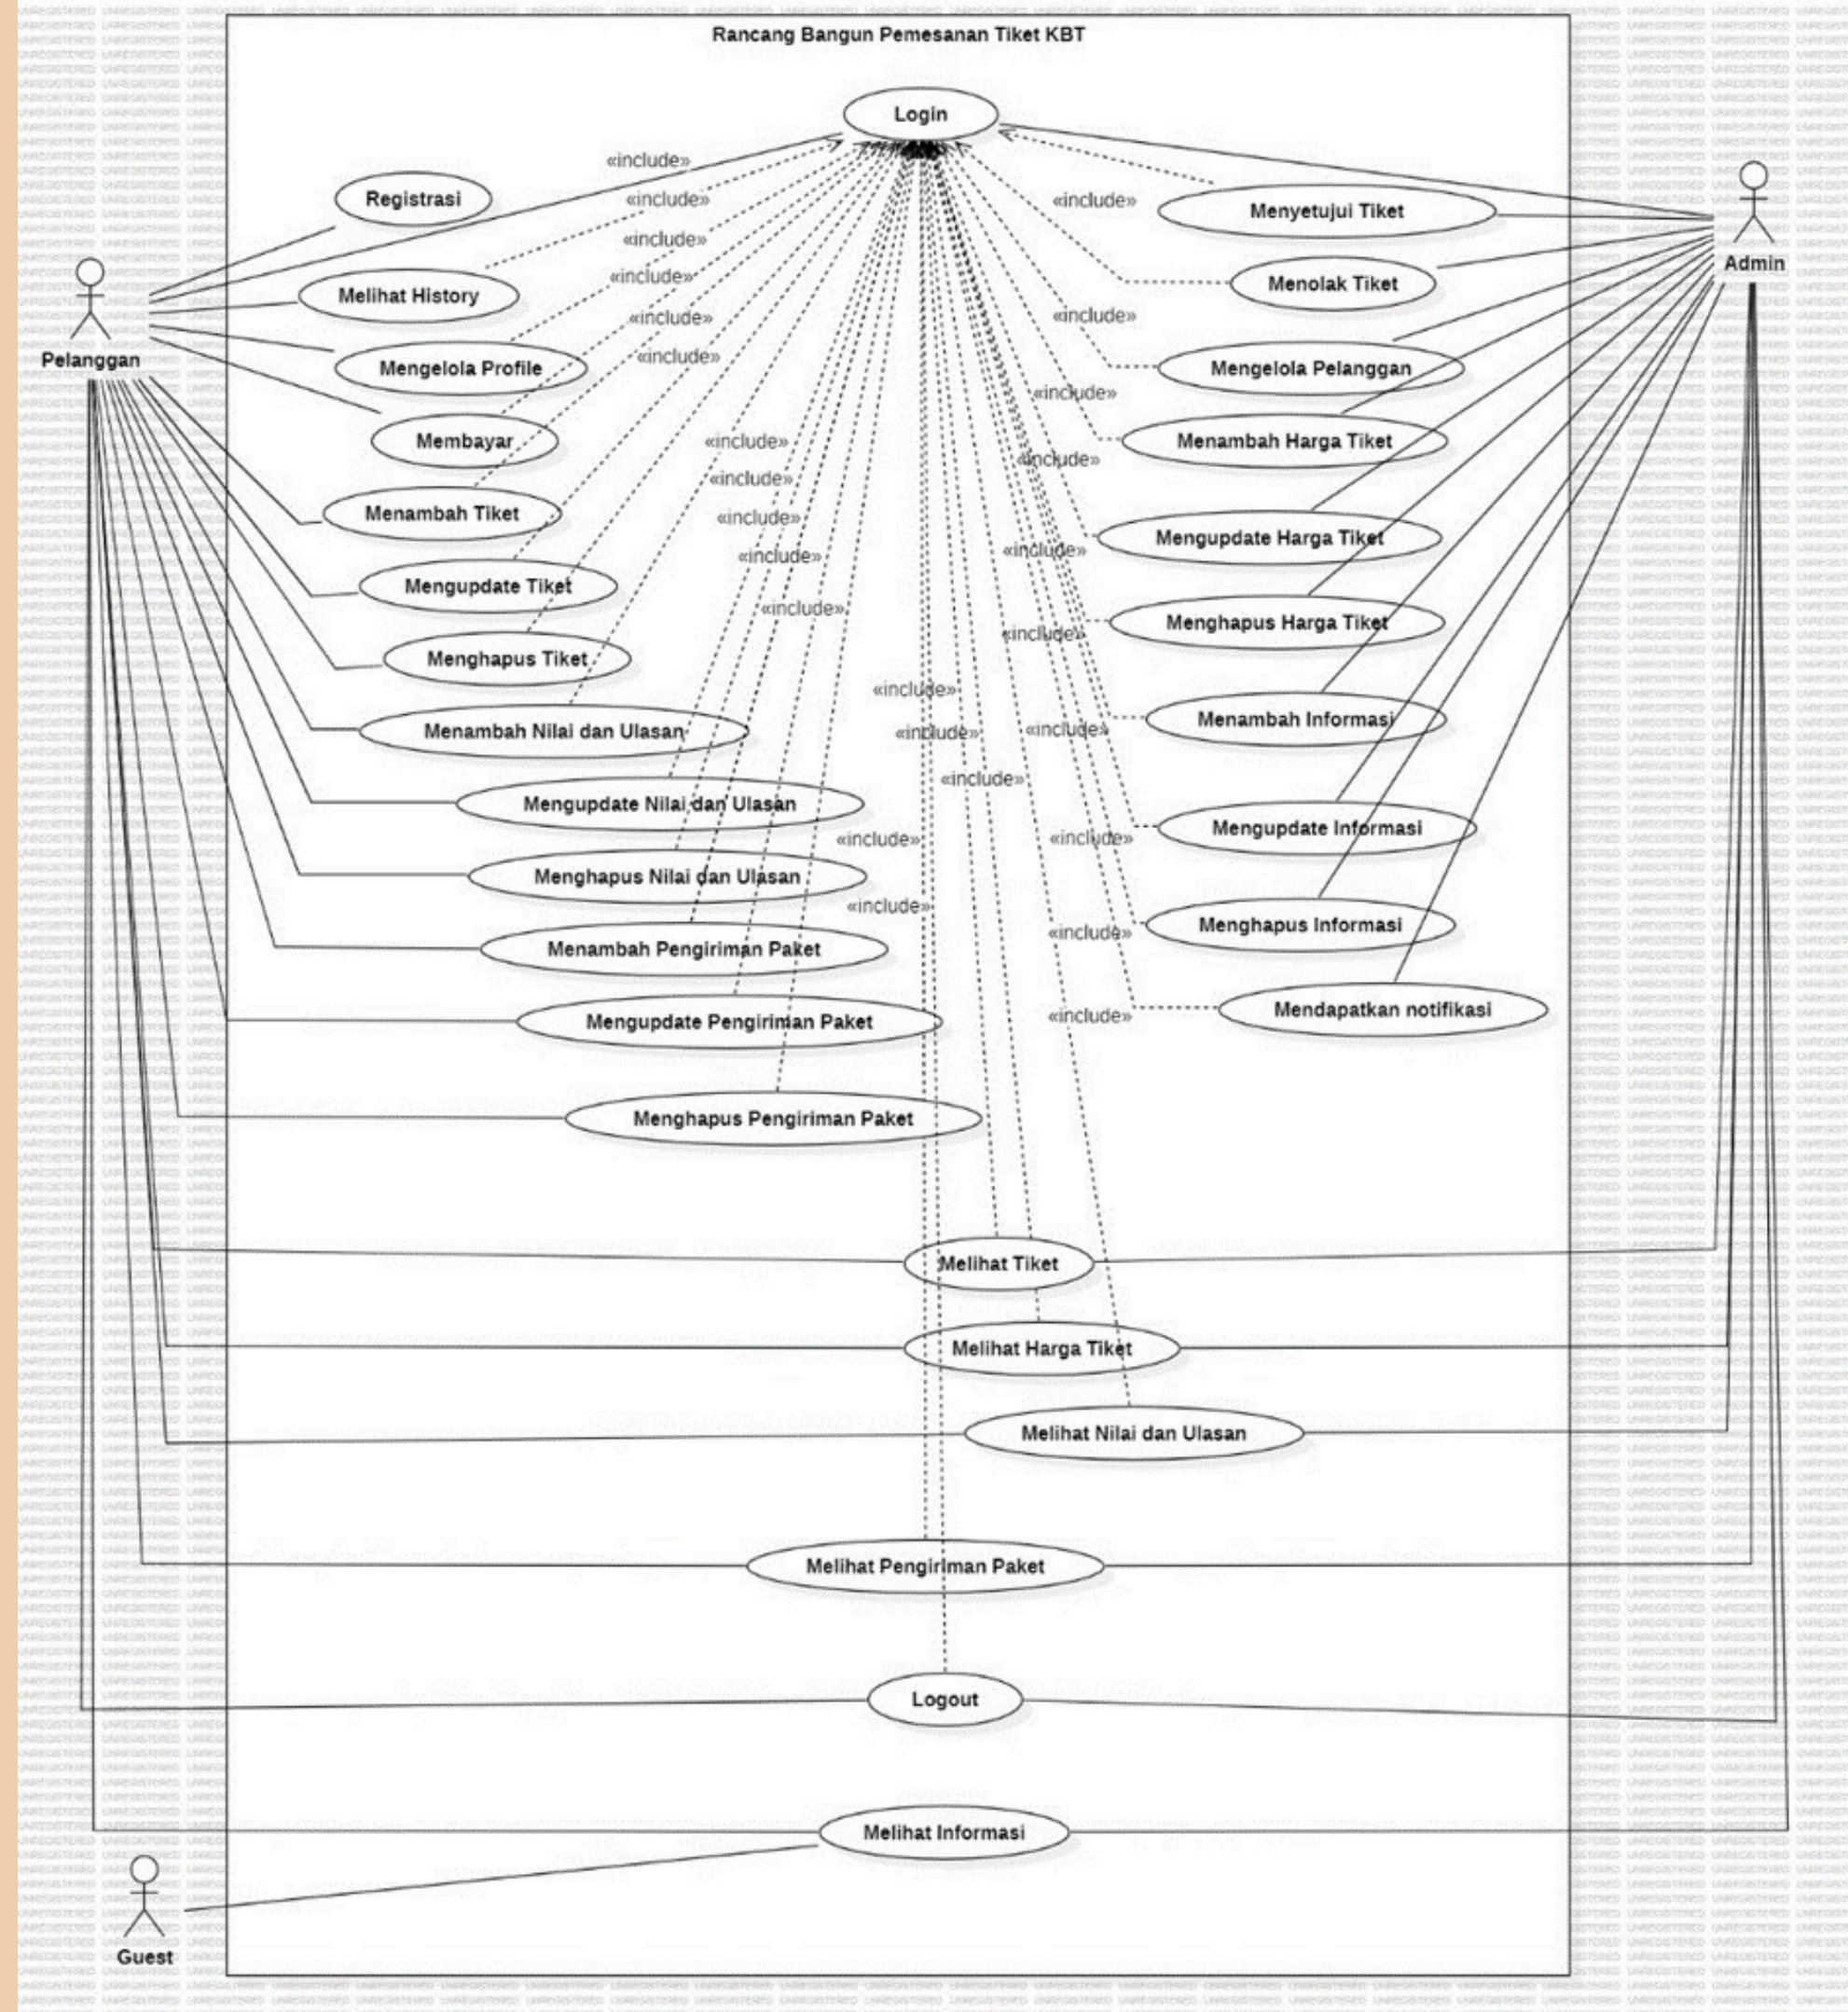 Rancang Bangun Pemesanan Tiket KBT
Login
«include»
Registrasi
«include»
«include»
Menyetujui Tiket
«include»
Admin
«include»
Menolak Tiket
Melihat History
«include»
«include»
Pelanggan
«include»
Mengelola Profile
Mengelola Pelanggan
«include»
Membayar
«include»
Menambah Harga Tiket
«include»
«include»
Menambah Tiket
«include»
Mengupdate Harga Tiket
«include»
«include»
Mengupdate Tiket
«include»
Menghapus Harga Tiket
«include»
Menghapus Tiket
«include»
Menambah Informasi
Menambah Nilai dan Ulasan
«include»
«include»
«include»
Mengupdate Nilai dan Ulasan
Mengupdate Informasi
«include»
«include»
Menghapus Nilai dan Ulasan
«include»
Menghapus Informasi
«include»
Menambah Pengiriman Paket
Mendapatkan notifikasi
«include»
Mengupdate Pengiriman Paket
Menghapus Pengiriman Paket
Melihat Tiket
Melihat Harga Tiket
Melihat Nilai dan Ulasan
Melihat Pengiriman Paket
Logout
Melihat Informasi
Guest